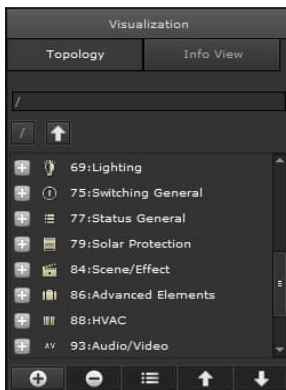 Visualization
Topology
Info View
/
/
69:Lighting
75:Switching General
77:Status General
79:Solar Protection
84:Scene/Effect
86:Advanced Elements
88:HVAC
AV 93:Audio/Video